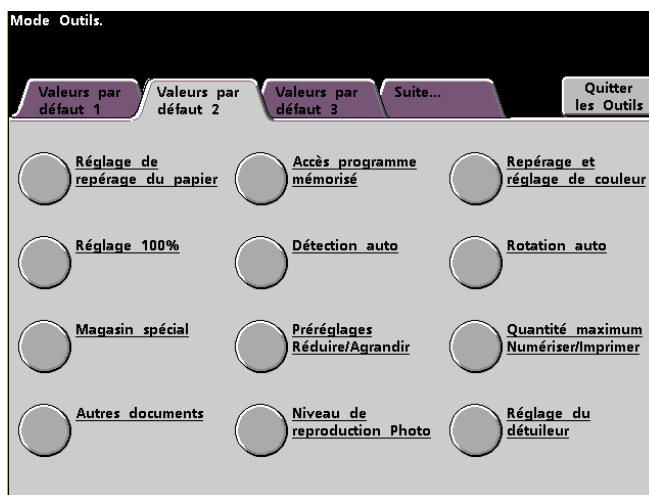 Mode Outils.
Valeurs par
défaut 1
Valeurs par
défaut 2
Valeurs par
défaut 3
Suite...
Quitter
les Outils
Réglage de
repérage du papier
Accès programme
mémorisé
Repérage et
réglage de couleur
Réglage 100%
Détection auto
Rotation auto
Magasin spécial
Préréglages
Réduire/Agrandir
Quantité maximum
Numériser/Imprimer
Autres documents
Niveau de
reproduction Photo
Réglage du
détuileur